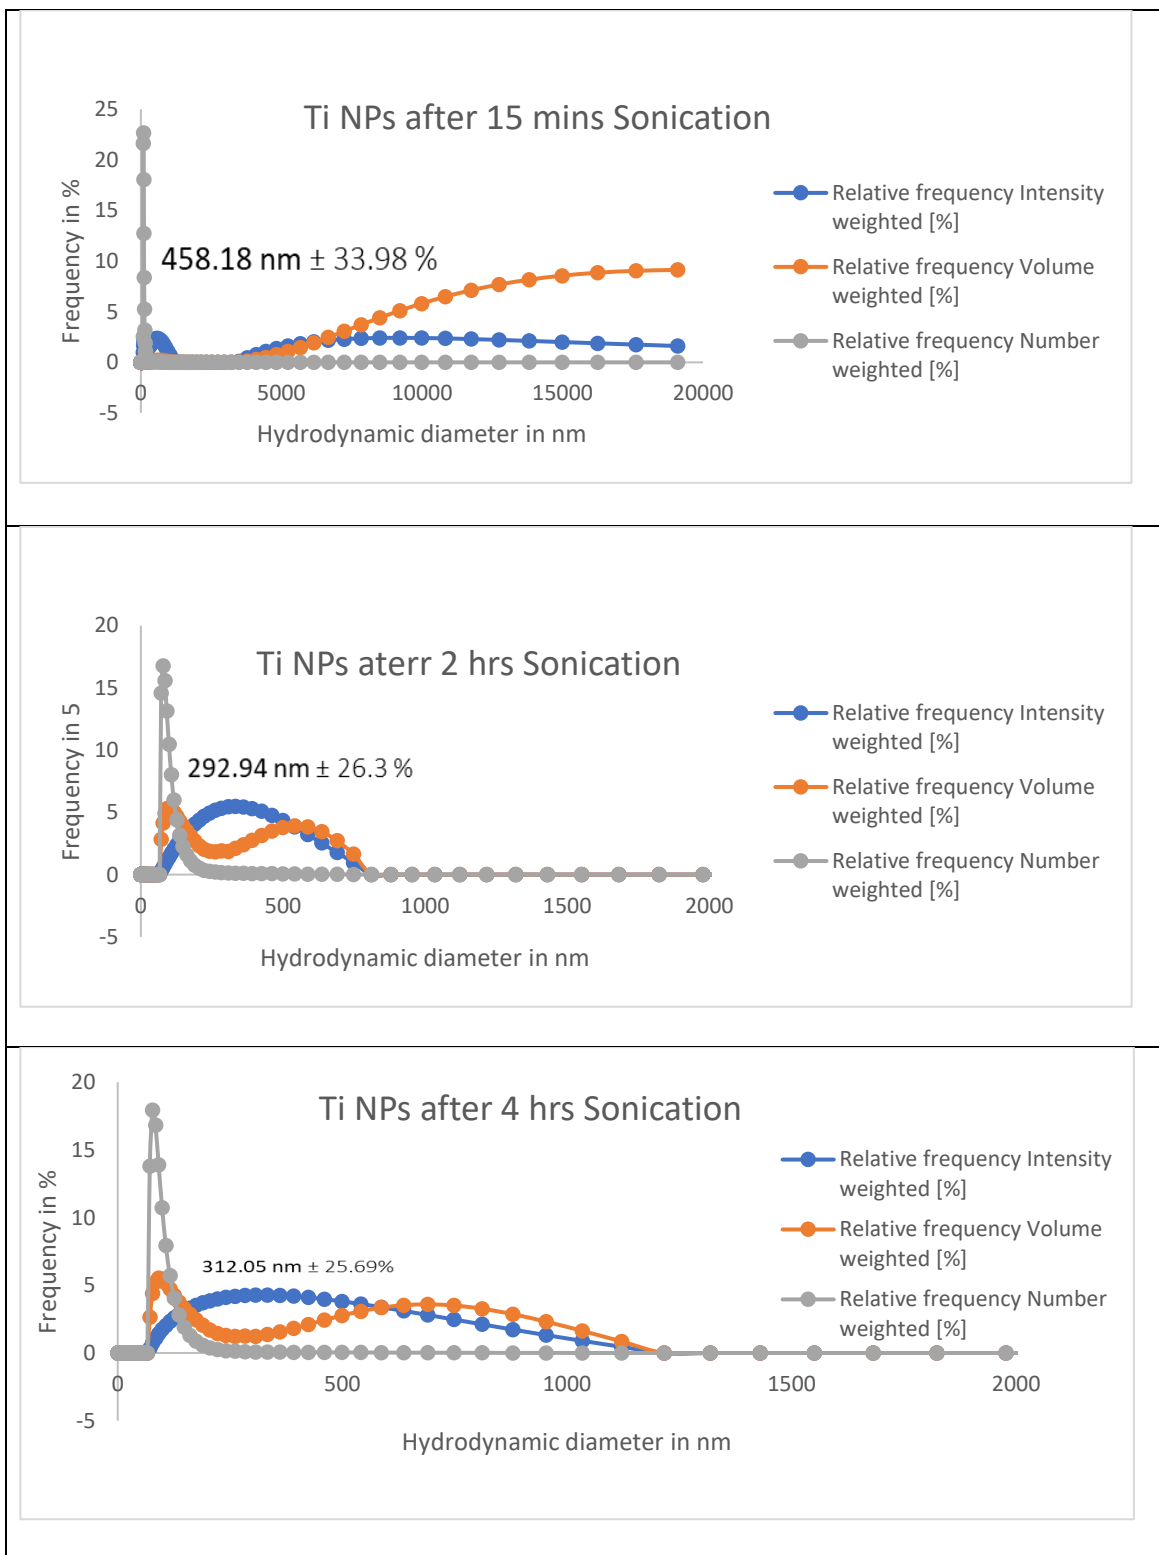 Ti NPs after 15 mins Sonication
25
20
15
10
5
0
-5
Frequency in %
458.18 nm ± 33.98 %
0
5000
10000
15000
20000
Hydrodynamic diameter in nm
Relative frequency Intensity
weighted [%]
Relative frequency Volume
weighted [%]
Relative frequency Number
weighted [%]
Ti NPs aterr 2 hrs Sonication
20
15
10
5
0
-5
Frequency in 5
292.94 nm ± 26.3 %
0
500
1000
1500
2000
Hydrodynamic diameter in nm
Relative frequency Intensity
weighted [%]
Relative frequency Volume
weighted [%]
Relative frequency Number
weighted [%]
Ti NPs after 4 hrs Sonication
20
15
10
5
0
-5
Frequency in %
312.05 nm ± 25.69%
0
500
1000
1500
2000
Hydrodynamic diameter in nm
Relative frequency Intensity
weighted [%]
Relative frequency Volume
weighted [%]
Relative frequency Number
weighted [%]